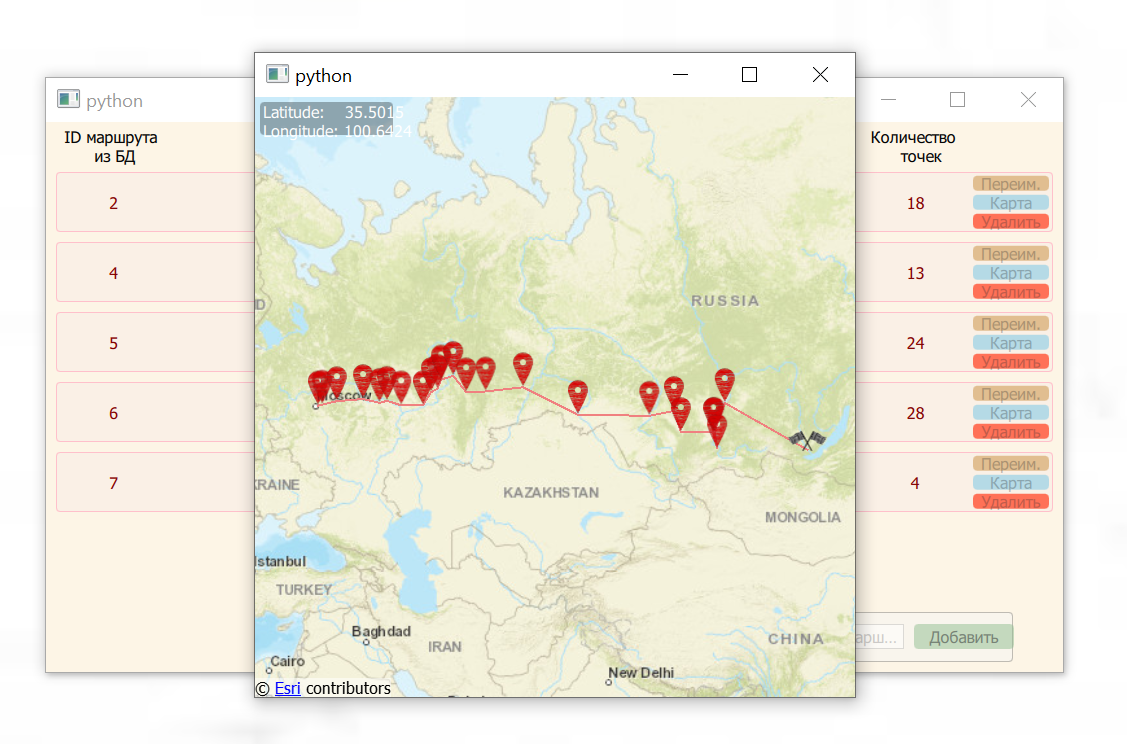 python
python
ID маршрута
из БД
Количество
точек
2
18
Переим.
Карта
Удалить
4
13
Переим.
Карта
Удалить
5
24
Переим.
Карта
Удалить
6
28
Переим.
Карта
Удалить
7
4
Переим.
Карта
Удалить
арш...
Добавить
Latitude: 35.5015
Longitude: 100.6424
RUSSIA
Moscow
KRAINE
KAZAKHSTAN
MONGOLIA
Istanbul
TURKEY
Baghdad
IRAN
CHINA
Cairo
New Delhi
© Esri contributors